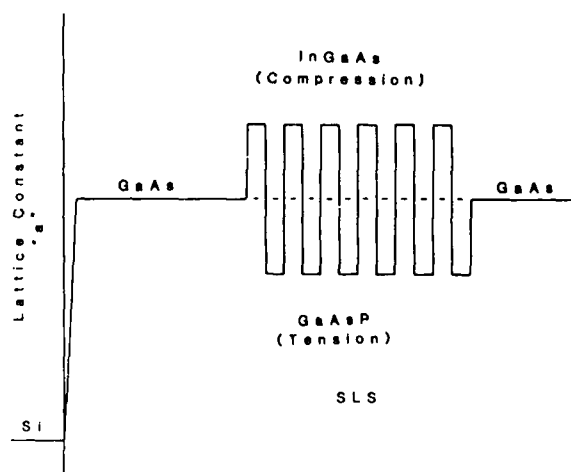 InGaAs
(Compression)
GaAs
GaAs
Lattice Constant
"a"
GaAsP
(Tension)
SLS
Si